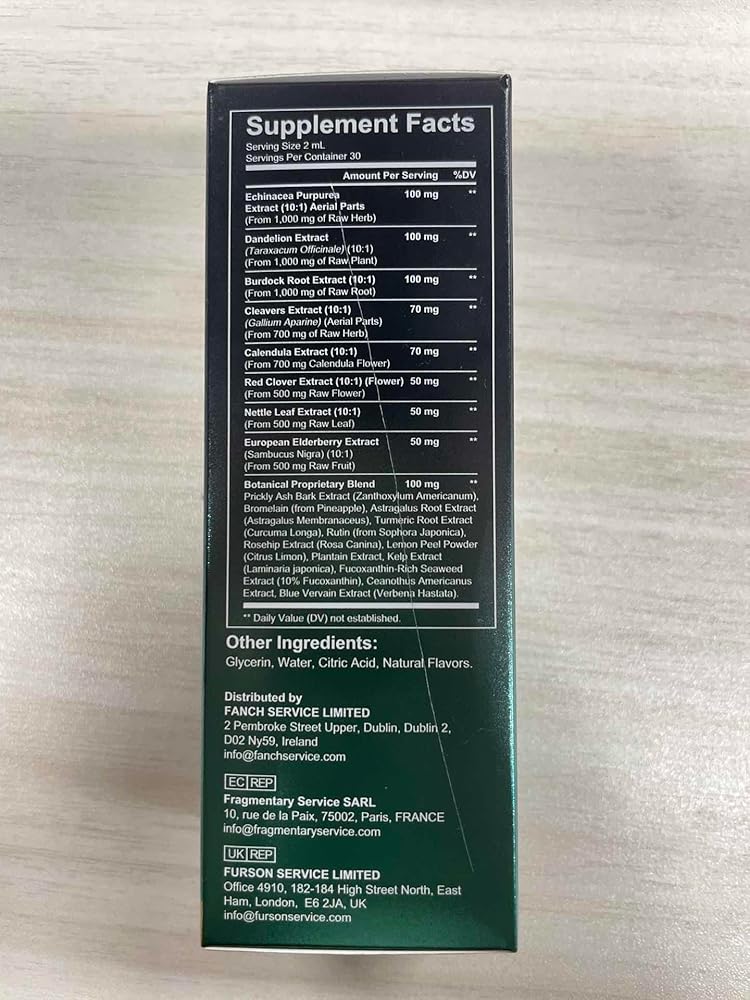 Supplement Facts
Serving Size 2 mL
Servings Per Container 30
Amount Per Serving %DV
Echinacea Purpurea 100 mg **
Extract (10:1) Aerial Parts
(From 1,000 mg of Raw Herb)
Dandelion Extract 100 mg **
(Taraxacum Officinale) (10:1)
(From 1,000 mg of Raw Plant)
Burdock Root Extract (10:1) 100 mg **
(From 1,000 mg of Raw Root)
Cleavers Extract (10:1) 70 mg **
(Gallium Aparine) (Aerial Parts)
(From 700 mg of Raw Herb)
Calendula Extract (10:1) 70 mg **
(From 700 mg Calendula Flower)
Red Clover Extract (10:1) (Flower) 50 mg **
(From 500 mg Raw Flower)
Nettle Leaf Extract (10:1) 50 mg **
(From 500 mg Raw Leaf)
European Elderberry Extract 50 mg **
(Sambucus Nigra) (10:1)
(From 500 mg Raw Fruit)
Botanical Proprietary Blend 100 mg **
Prickly Ash Bark Extract (Zanthoxylum Americanum),
Bromelain (from Pineapple), Astragalus Root Extract
(Astragalus Membranaceus), Turmeric Root Extract
(Curcuma Longa), Rutin (from Sophora Japonica),
Rosehip Extract (Rosa Canina), Lemon Peel Powder
(Citrus Limon), Plantain Extract, Kelp Extract
(Laminaria japonica), Fucoxanthin-Rich Seaweed
Extract (10% Fucoxanthin), Ceanothus Americanus
Extract, Blue Vervain Extract (Verbena Hastata).
** Daily Value (DV) not established.
Other Ingredients:
Glycerin, Water, Citric Acid, Natural Flavors.
Distributed by
FANCH SERVICE LIMITED
2 Pembroke Street Upper, Dublin, Dublin 2,
D02 Ny59, Ireland
info@fanchservice.com
EC REP
Fragmentary Service SARL
10, rue de la Paix, 75002, Paris, FRANCE
info@fragmentaryservice.com
UK REP
FURSON SERVICE LIMITED
Office 4910, 182-184 High Street North, East
Ham, London, E6 2JA, UK
info@fursonservice.com